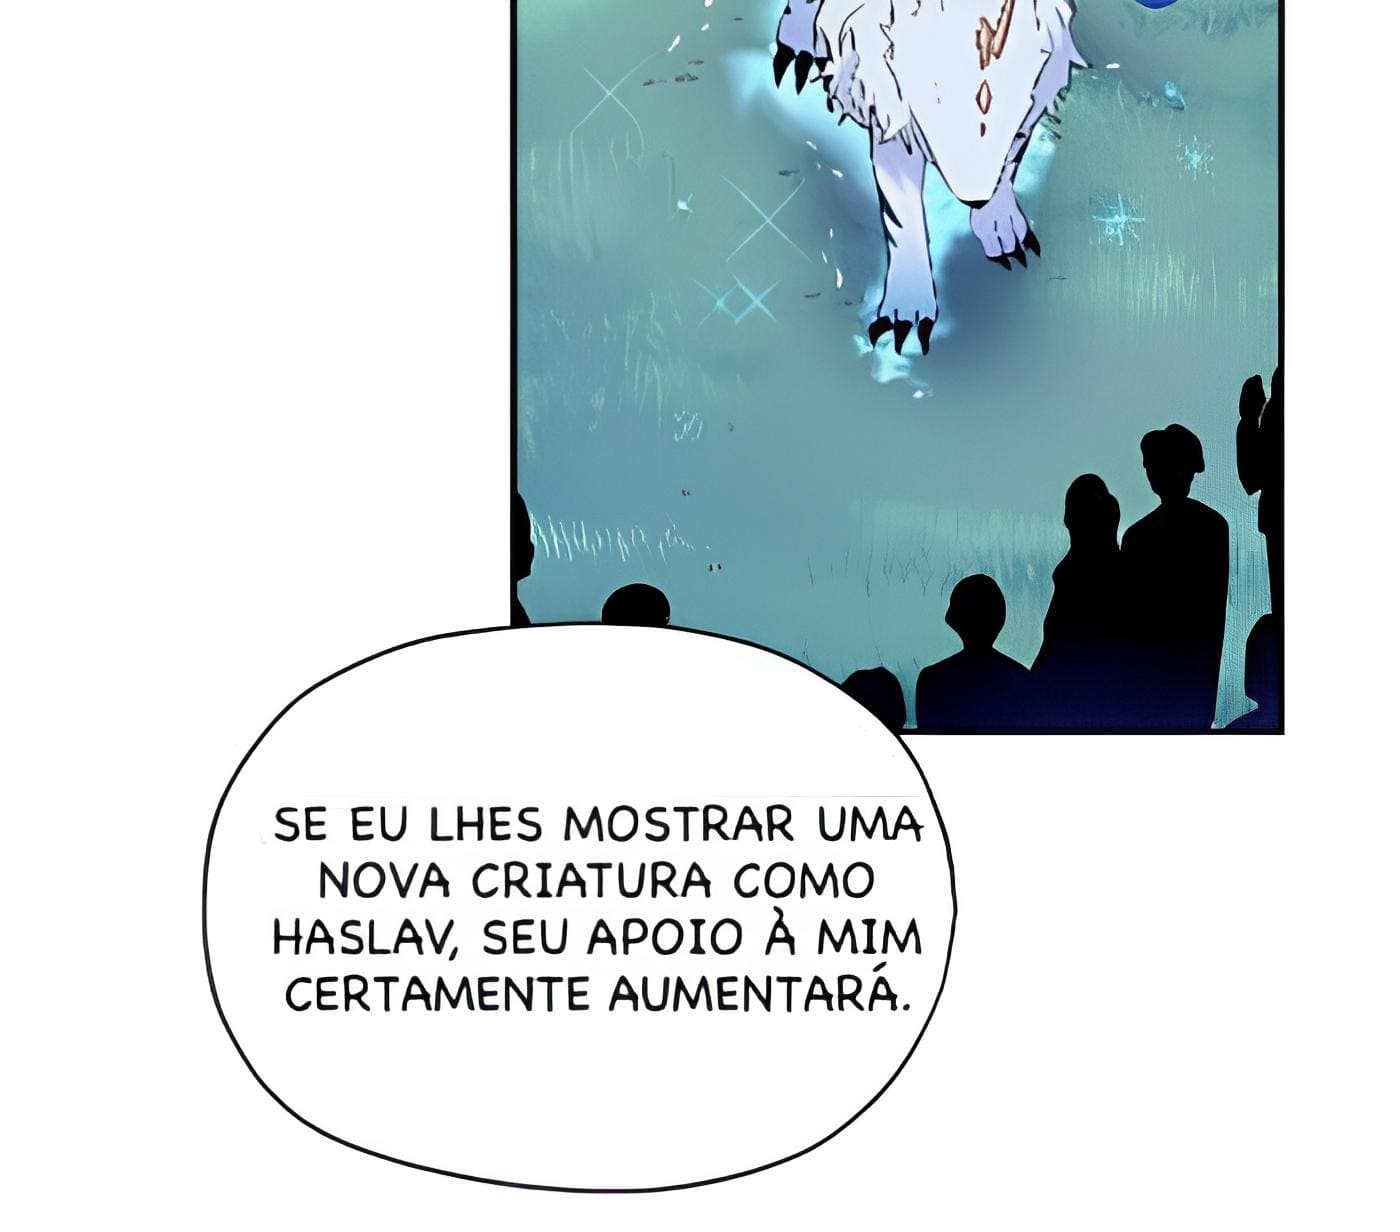 SE EU LHES MOSTRAR UMA
NOVA CRIATURA COMO
HASLAV, SEU APOIO À MIM
CERTAMENTE AUMENTARÁ.